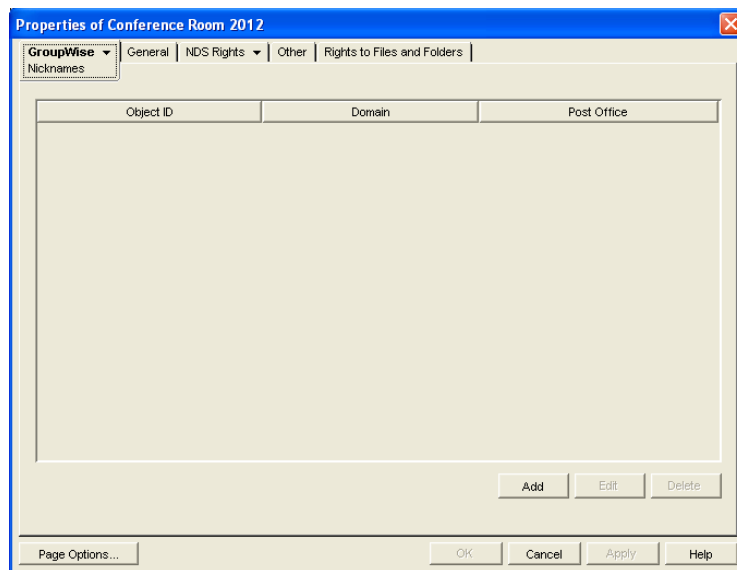 Properties of Conference Room 2012
GroupWise General NDS Rights Other Rights to Files and Folders
Nicknames
Object ID Domain Post Office
Add Edit Delete
Page Options... OK Cancel Apply Help